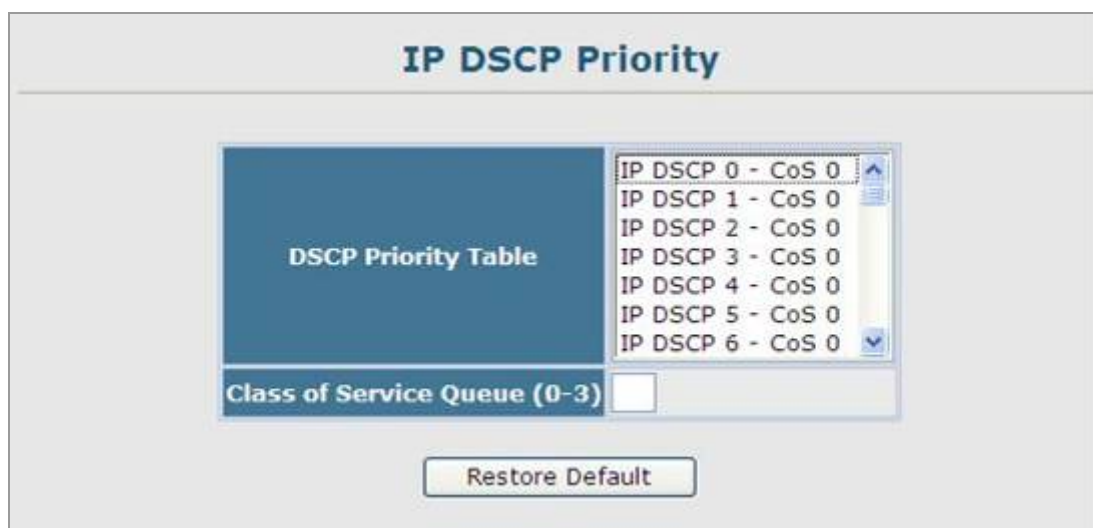 IP DSCP Priority
DSCP Priority Table
IP DSCP 0 - CoS 0
IP DSCP 1 - CoS 0
IP DSCP 2 - CoS 0
IP DSCP 3 - CoS 0
IP DSCP 4 - CoS 0
IP DSCP 5 - CoS 0
IP DSCP 6 - CoS 0
Class of Service Queue (0-3)
Restore Default